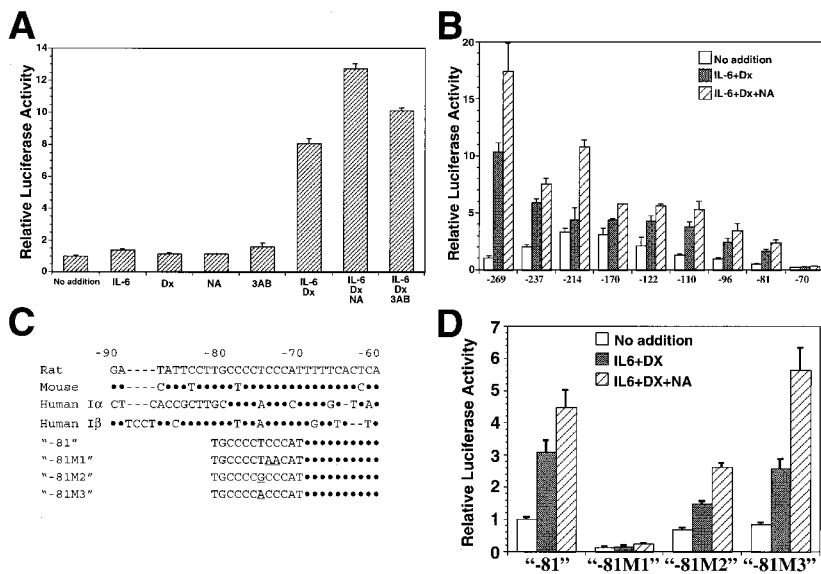 A
Relative Luciferase Activity
14
12
10
8
6
4
2
0
No addition
IL-6
Dx
NA
3AB
IL-6
Dx
IL-6
Dx
NA
IL-6
Dx
3AB
B
Relative Luciferase Activity
20
15
10
5
0
No addition
IL-6+Dx
IL-6+Dx+NA
-269
-237
-214
-170
-122
-110
-96
-81
-70
C
-90 -80 -70 -60
Rat GA----TATTCCTTGCCCCTCCCATTTTCACTCA
Mouse ●●----C●●●T●●●●●T●●●●●●●●●●●●●●●C●●
Human Iα CT---CACCGCTTGC●●●●A●●●C●●●●G●-T●A●
Human Iβ ●●TCCT●●C●●●●●●●●T●●A●●●●●●G●●T--T●
"-81" TGCCCCTCCCAT●●●●●●●●●●
"-81M1" TGCCCCTAACAT●●●●●●●●●●
"-81M2" TGCCCCGCCCAT●●●●●●●●●●
"-81M3" TGCCCCACCCAT●●●●●●●●●●
D
Relative Luciferase Activity
7
6
5
4
3
2
1
0
No addition
IL6+DX
IL6+DX+NA
“-81”
“-81M1”
“-81M2”
“-81M3”